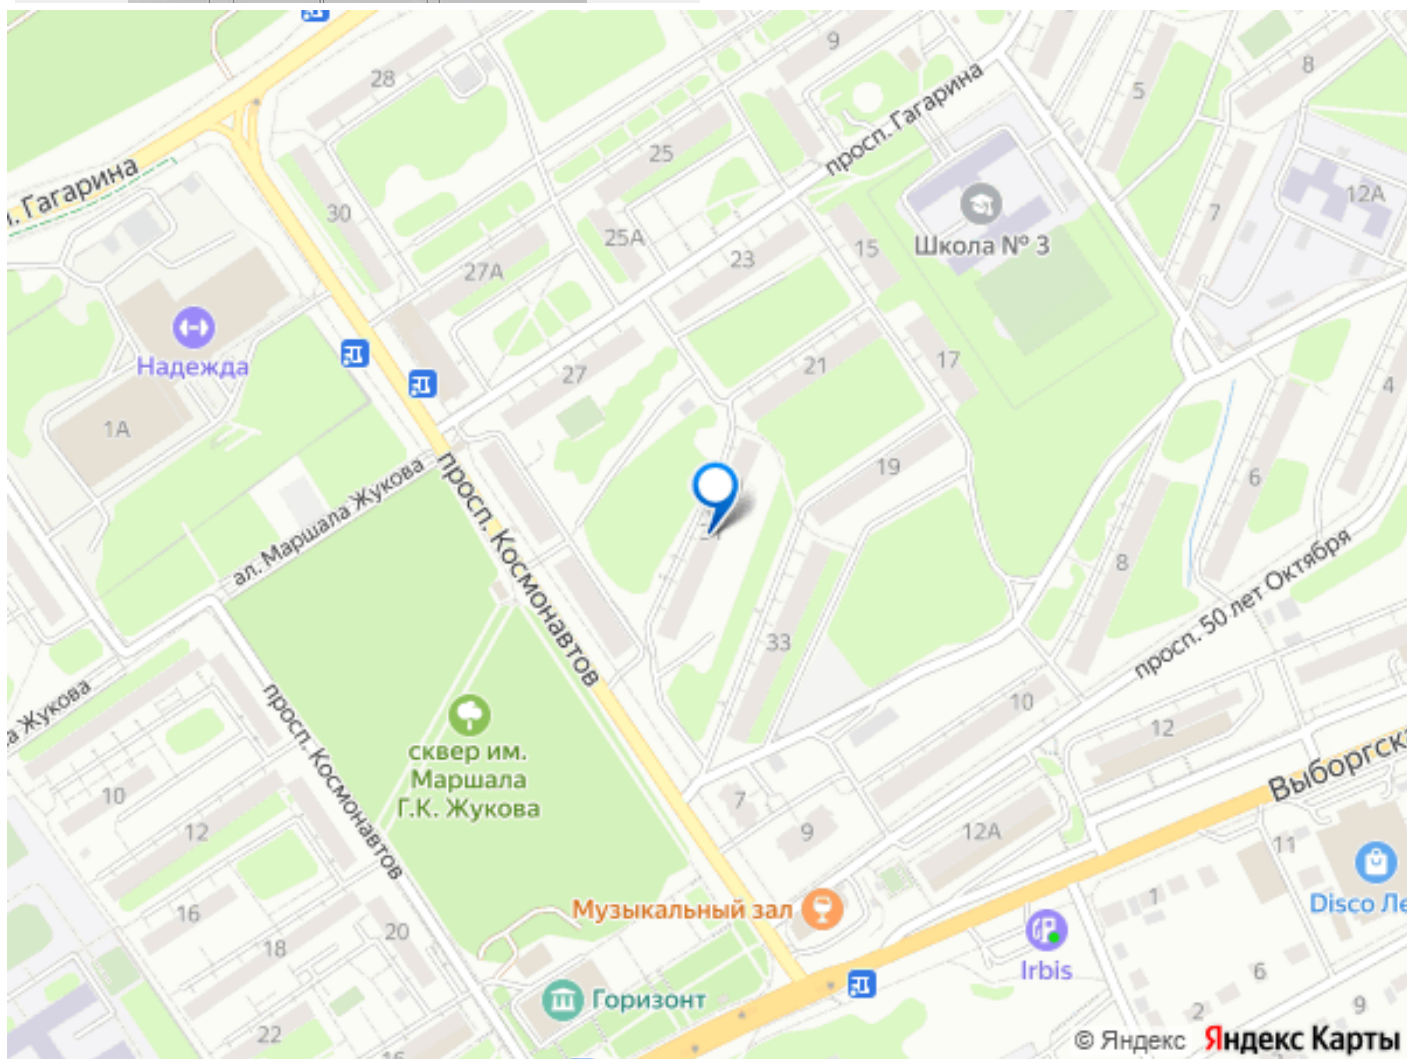 9
28
8
5
просп. Гагарина
25
12А
. Гагарина
30
7
25А
15
Школа № 3
23
27А
Надежда
21
17
27
4
1А
просп. Космонавтов
19
6
ал. Маршала Жукова
8
просп. 50 лет Октября
33
а Жукова
просп. Космонавтов
10
12
сквер им.
Маршала
Г.К. Жукова
Выборгск
10
7
12
9
12А
11
1
Disco Ле
16
Музыкальный зал
20
18
Irbis
6
Горизонт
2
9
22
16
© Яндекс Яндекс Карты